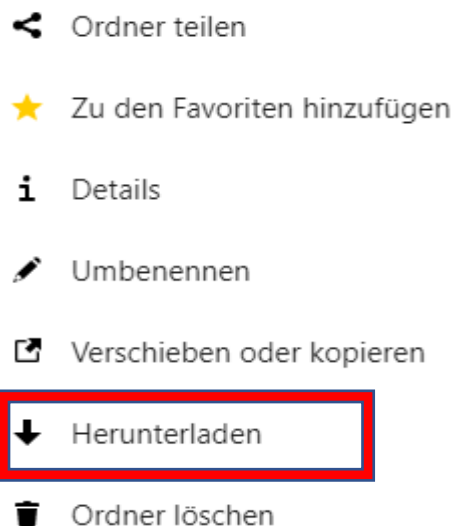 Ordner teilen
Zu den Favoriten hinzufügen
Details
Umbenennen
Verschieben oder kopieren
Herunterladen
Ordner löschen